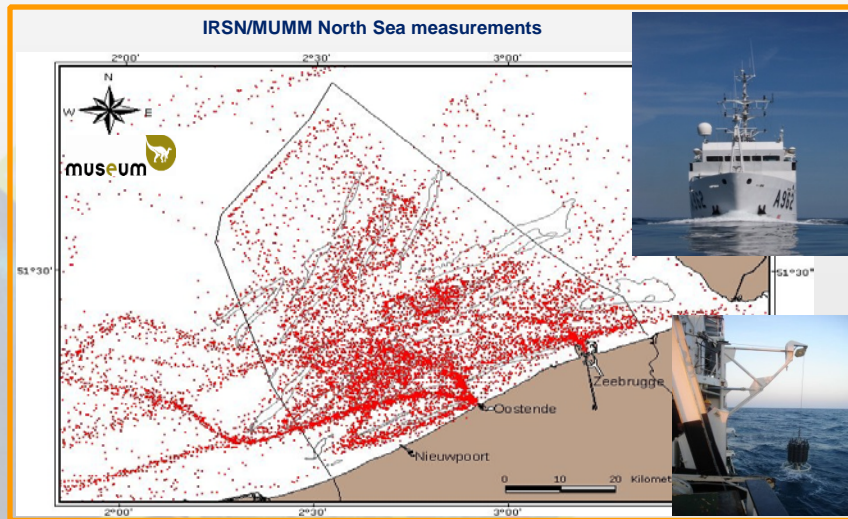 IRSN/MUMM North Sea measurements
2°00' 2°30' 3°00'
N
W E
museum
A962
51°30' 51°30'
Zeebrugge
Oostende
Nieuwpoort
0 10 20 Kilomet
2°00' 2°30' 3°00'